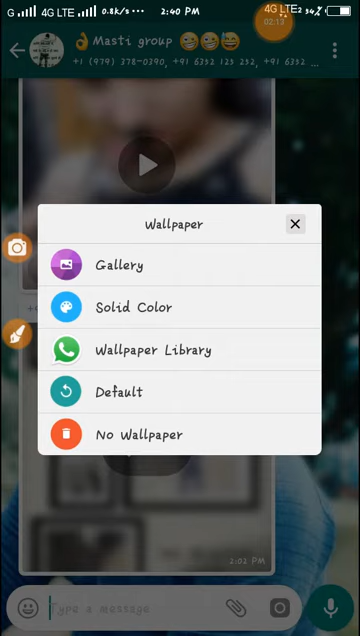 G 4G LTE 0.8K/s ••• 2:40 PM 4G LTE2 34%
02:13
Masti group
+1 (979) 378-0390, +91 6352 123 252, +91 6352 ...
Wallpaper
Gallery
Solid Color
Wallpaper Library
Default
No Wallpaper
2:02 PM
Type a message